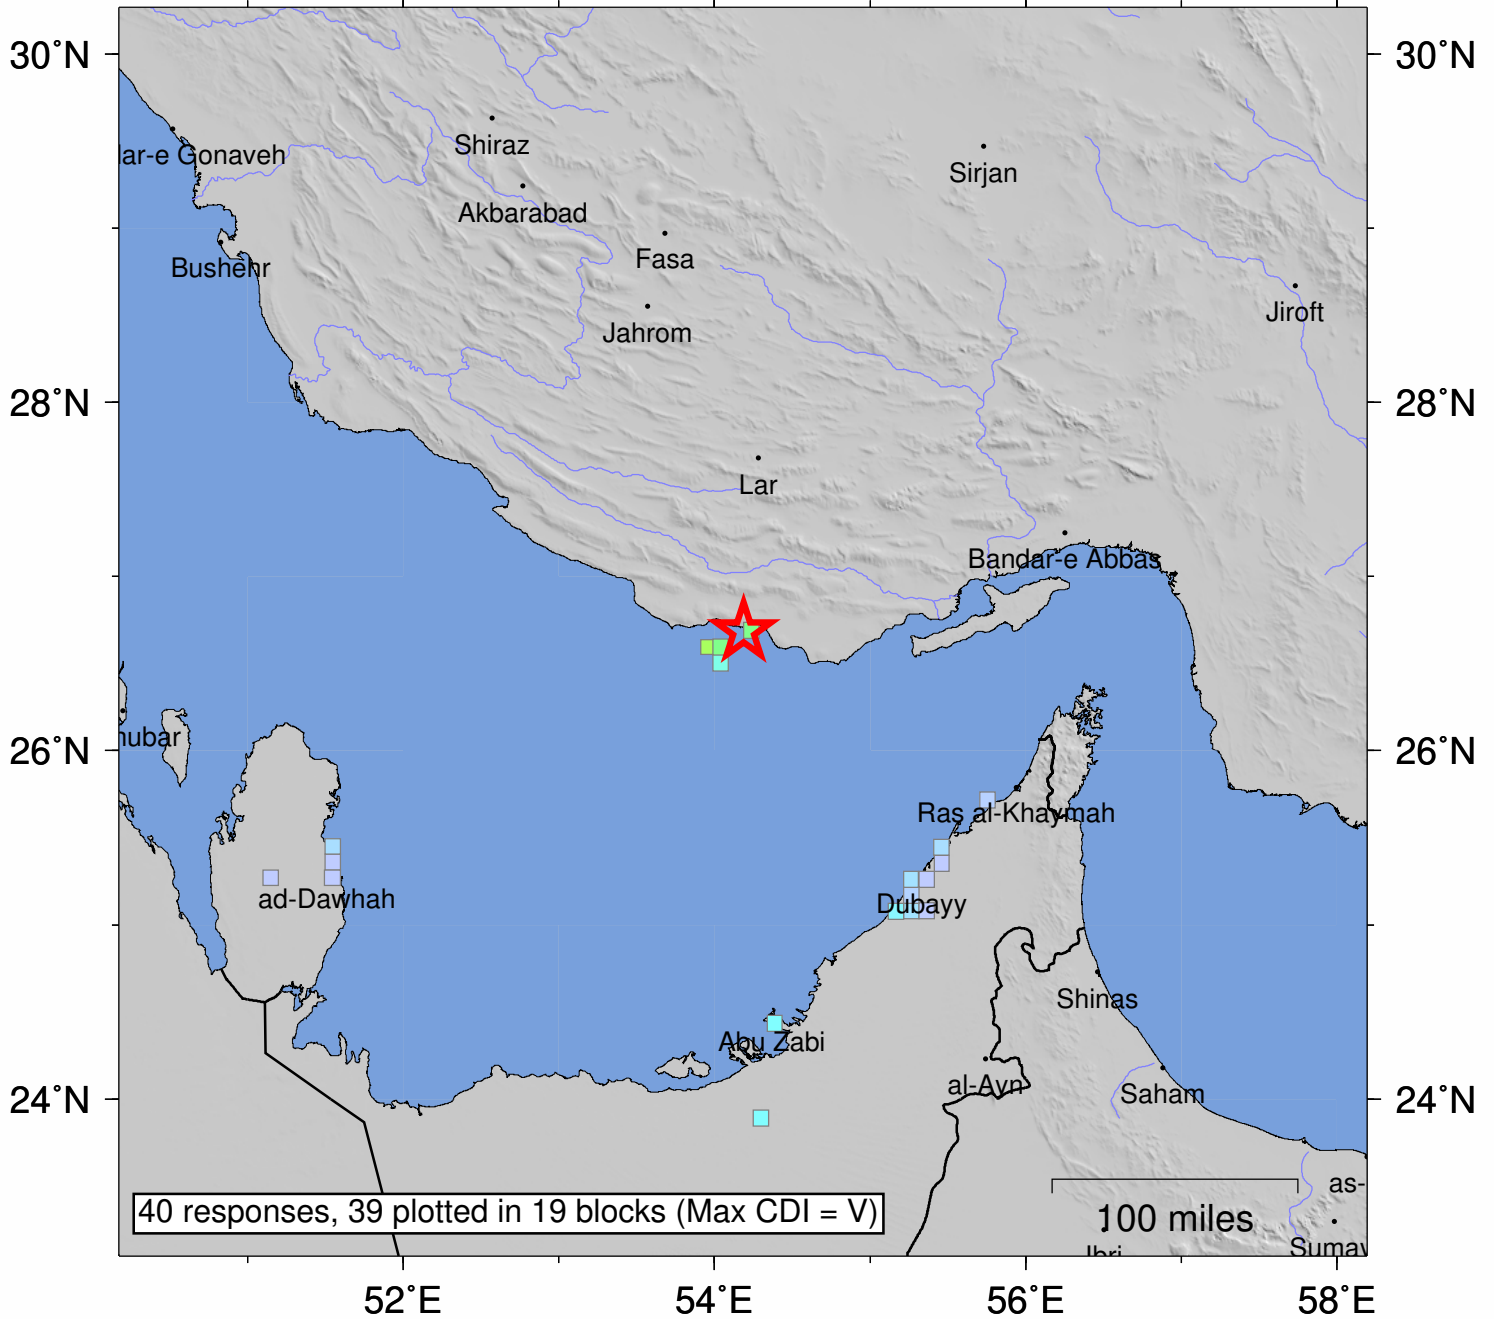 30°N
30°N
Shiraz
lar-e Gonaveh
Sirjan
Akbarabad
Fasa
Bushehr
Jiroft
Jahrom
28°N
28°N
Lar
Bandar-e Abbas
hubar
26°N
26°N
Ras al-Khaymah
ad-Dawhah
Dubayy
Shinas
Abu Zabi
al-Ayn
Saham
24°N
24°N
as-
40 responses, 39 plotted in 19 blocks (Max CDI = V)
100 miles
Ibri
Sumay
52°E
54°E
56°E
58°E